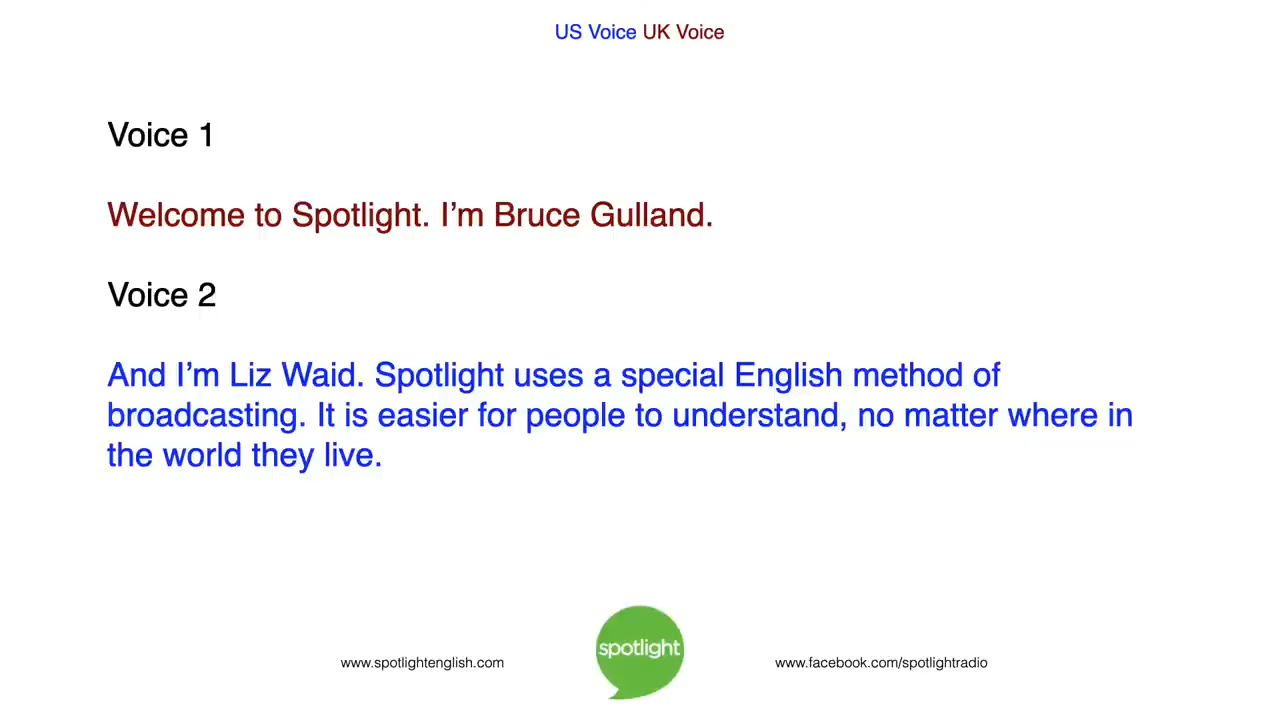 US Voice UK Voice
Voice 1
Welcome to Spotlight. I’m Bruce Gulland.
Voice 2
And I’m Liz Waid. Spotlight uses a special English method of
broadcasting. It is easier for people to understand, no matter where in
the world they live.
www.spotlightenglish.com
spotlight
www.facebook.com/spotlightradio